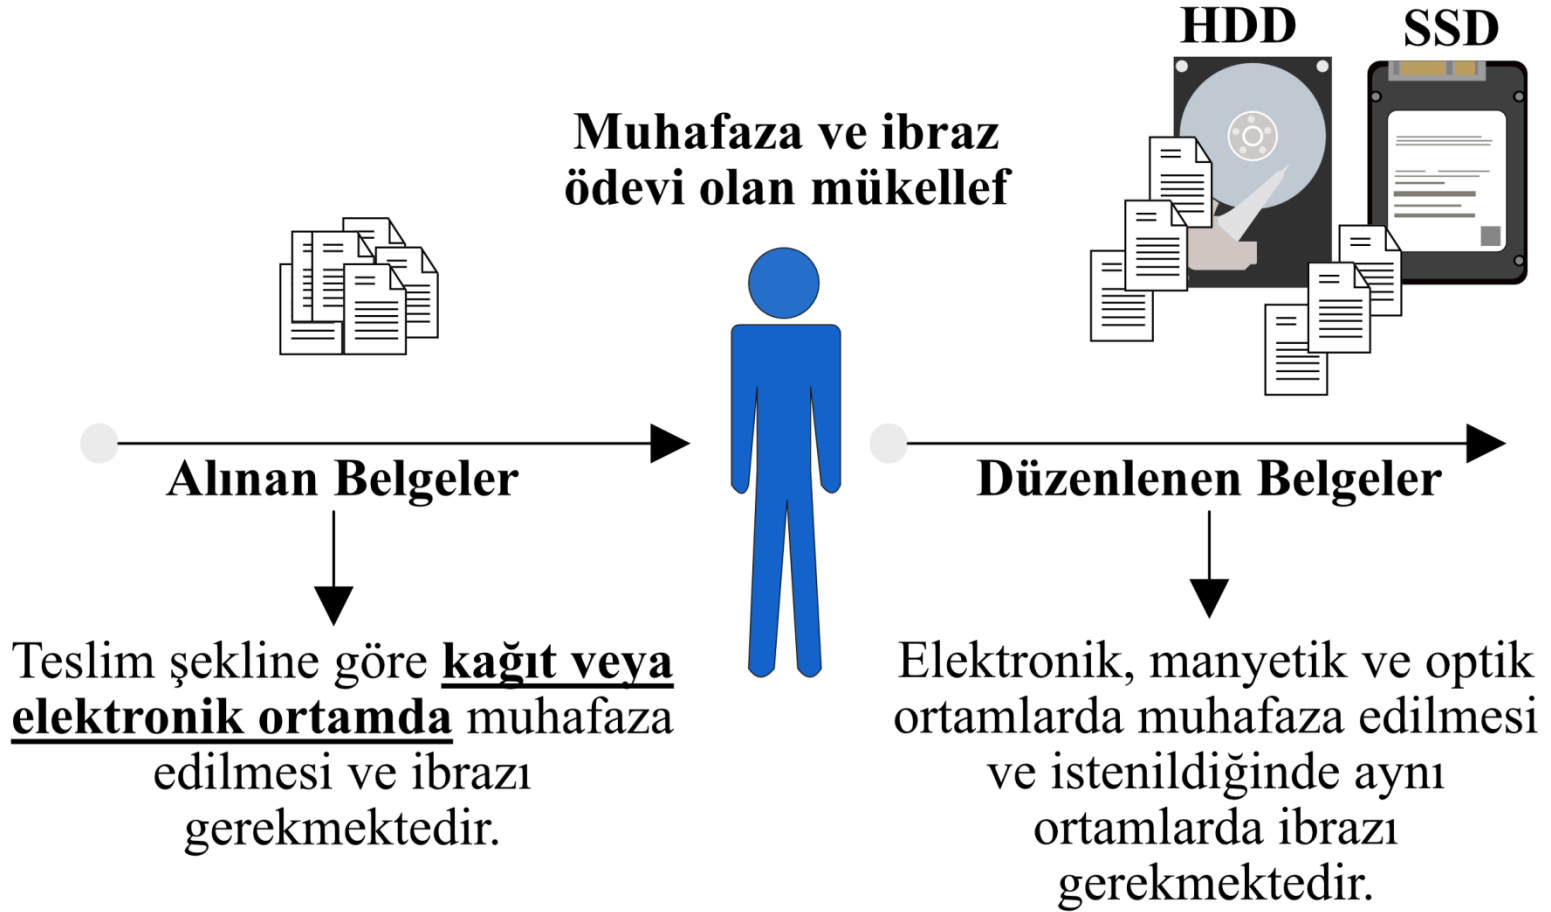 HDD
SSD
Muhafaza ve ibraz
ödevi olan mükellef
Alınan Belgeler
Düzenlenen Belgeler
Teslim şekline göre kağıt veya
elektronik ortamda muhafaza
edilmesi ve ibrazı
gerekmektedir.
Elektronik, manyetik ve optik
ortamlarda muhafaza edilmesi
ve istenildiğinde aynı
ortamlarda ibrazı
gerekmektedir.